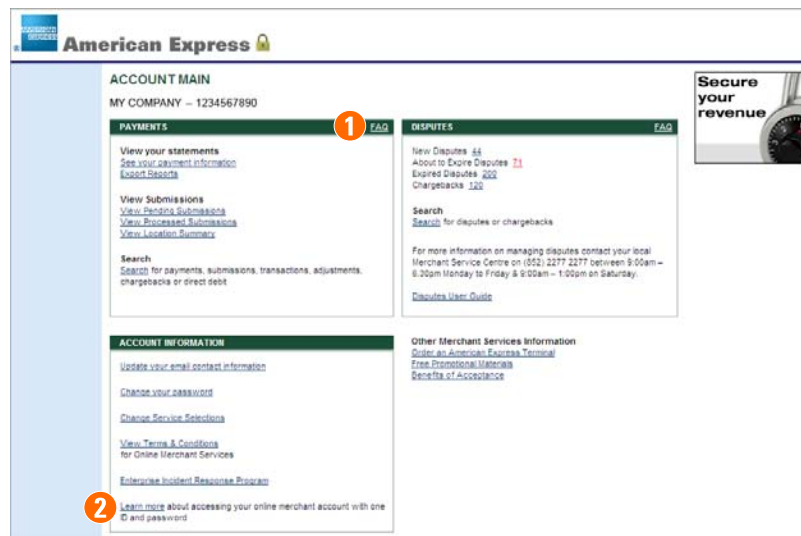 American Express
ACCOUNT MAIN
MY COMPANY – 1234567890
Secure
your
revenue
PAYMENTS
1
FAQ
View your statements
See your payment information
Export Reports
View Submissions
View Pending Submissions
View Processed Submissions
View Location Summary
Search
Search for payments, submissions, transactions, adjustments,
chargebacks or direct debit
DISPUTES
FAQ
New Disputes 44
About to Expire Disputes 71
Expired Disputes 200
Chargebacks 120
Search
Search for disputes or chargebacks
For more information on managing disputes contact your local
Merchant Service Centre on (852) 2277 2277 between 9:00am –
6.30pm Monday to Friday & 9:00am – 1:00pm on Saturday.
Disputes User Guide
ACCOUNT INFORMATION
Update your email contact information
Change your password
Change Service Selections
View Terms & Conditions
for Online Merchant Services
Enterprise Incident Response Program
2
Learn more about accessing your online merchant account with one
ID and password
Other Merchant Services Information
Order an American Express Terminal
Free Promotional Materials
Benefits of Acceptance